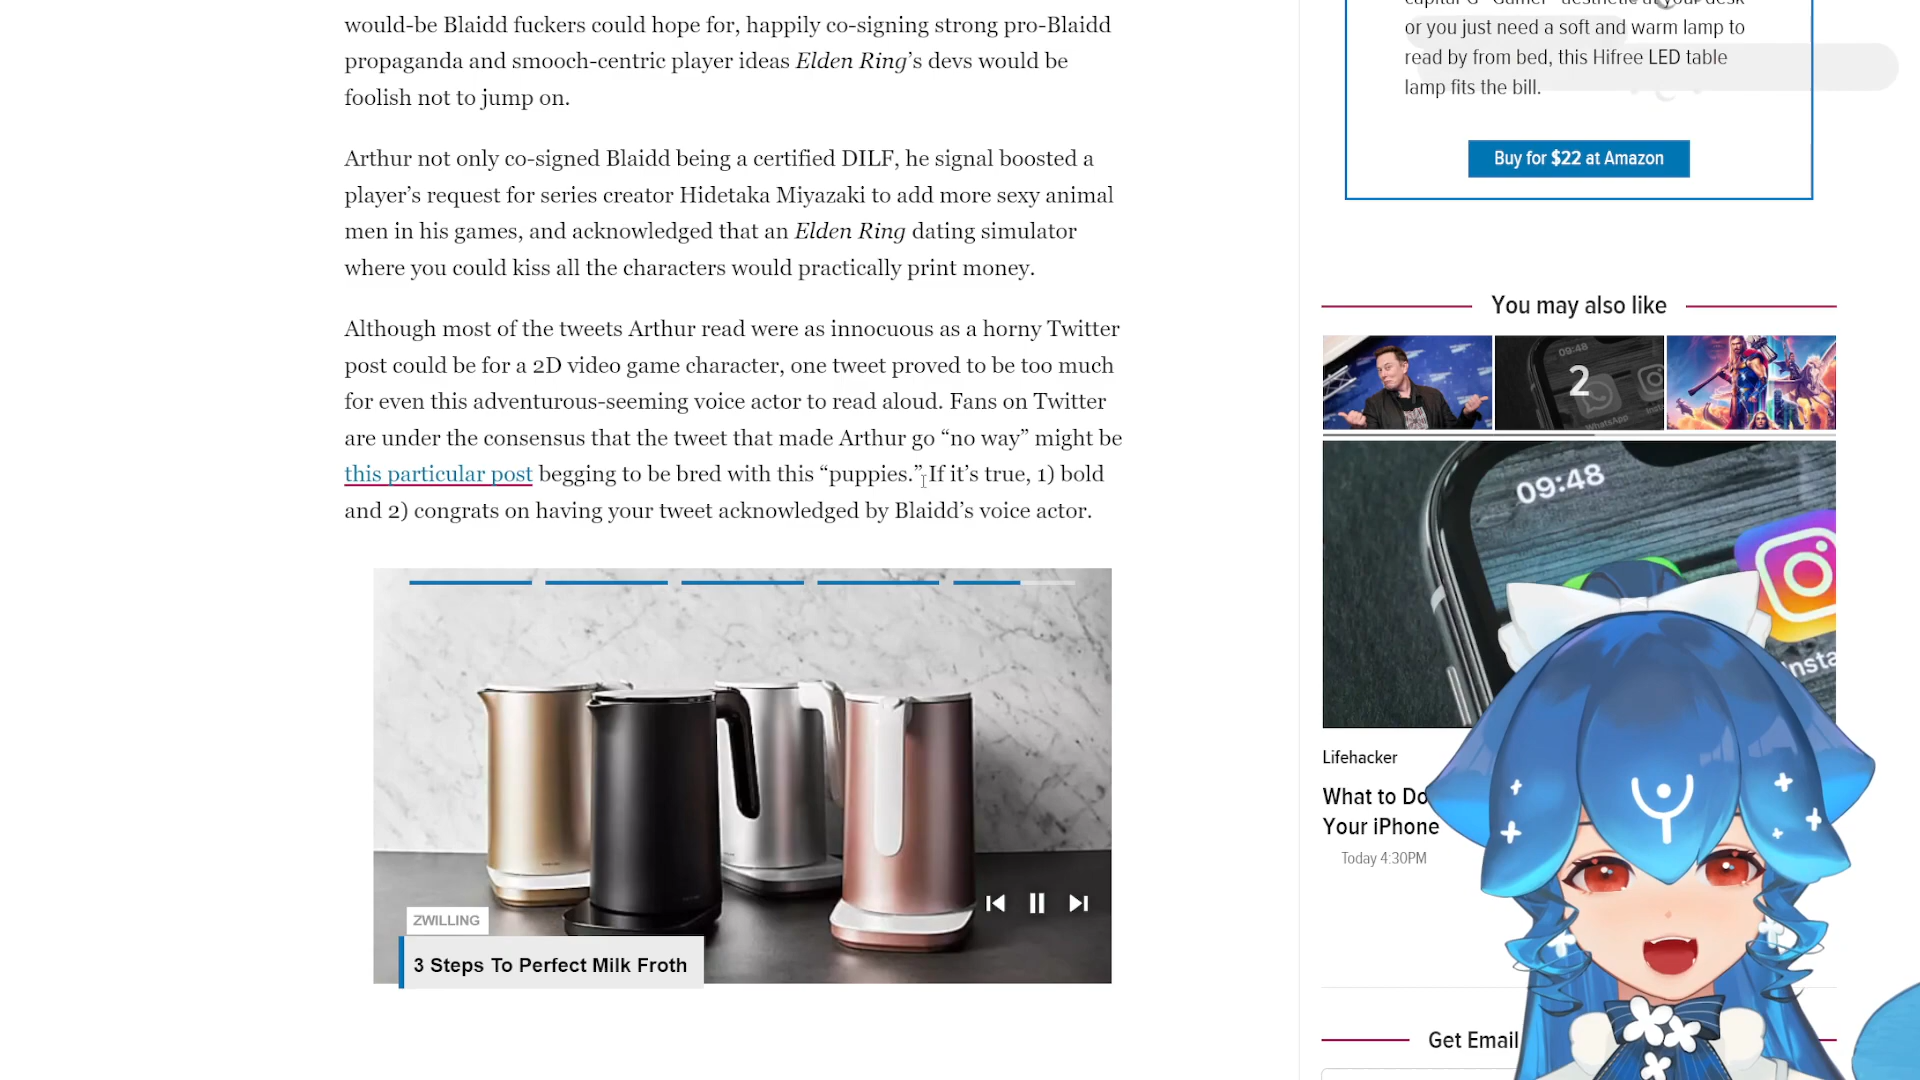 would-be Blaidd fuckers could hope for, happily co-signing strong pro-Blaidd
propaganda and smooch-centric player ideas Elden Ring’s devs would be
foolish not to jump on.
Arthur not only co-signed Blaidd being a certified DILF, he signal boosted a
player’s request for series creator Hidetaka Miyazaki to add more sexy animal
men in his games, and acknowledged that an Elden Ring dating simulator
where you could kiss all the characters would practically print money.
Although most of the tweets Arthur read were as innocuous as a horny Twitter
post could be for a 2D video game character, one tweet proved to be too much
for even this adventurous-seeming voice actor to read aloud. Fans on Twitter
are under the consensus that the tweet that made Arthur go “no way” might be
this particular post begging to be bred with this “puppies.” If it’s true, 1) bold
and 2) congrats on having your tweet acknowledged by Blaidd’s voice actor.
ZWILLING
3 Steps To Perfect Milk Froth
or you just need a soft and warm lamp to
read by from bed, this Hifree LED table
lamp fits the bill.
Buy for $22 at Amazon
You may also like
09:48
2
WhatsApp
Insta
09:48
Insta
Lifehacker
What to Do
Your iPhone
Today 4:30PM
Get Email